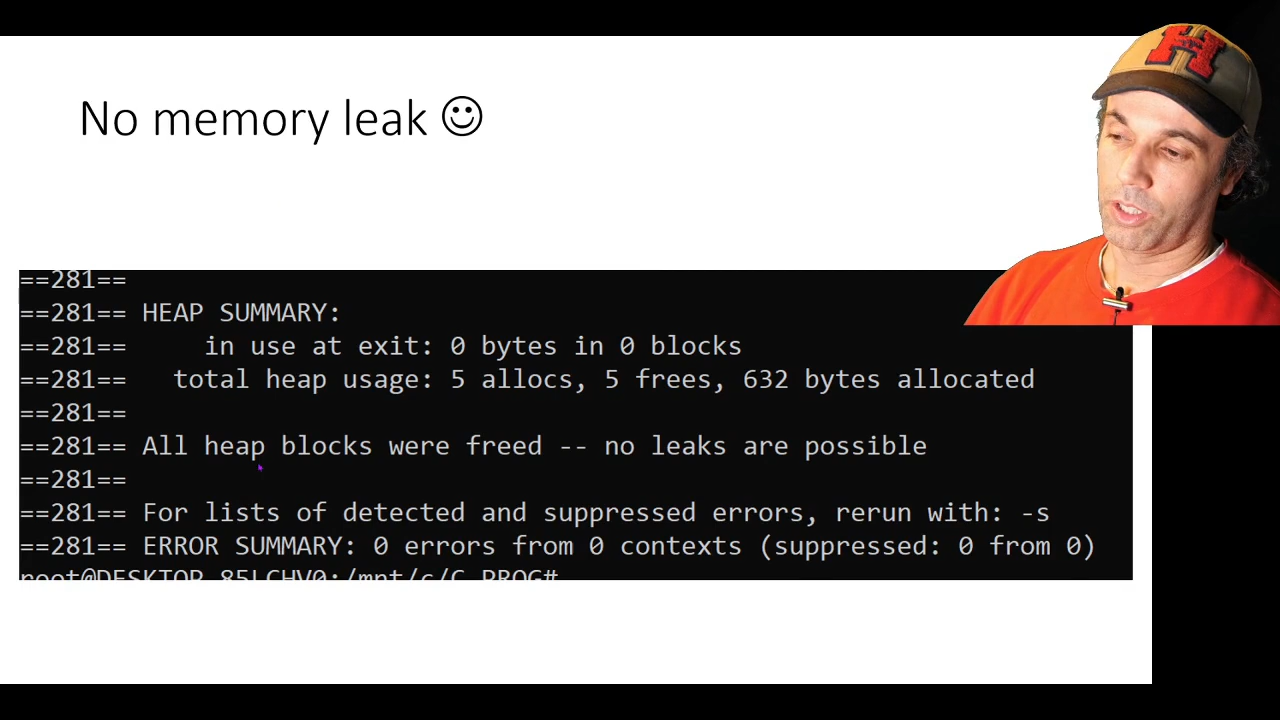 No memory leak ☺
H
==281==
==281== HEAP SUMMARY:
==281==     in use at exit: 0 bytes in 0 blocks
==281==   total heap usage: 5 allocs, 5 frees, 632 bytes allocated
==281==
==281== All heap blocks were freed -- no leaks are possible
==281==
==281== For lists of detected and suppressed errors, rerun with: -s
==281== ERROR SUMMARY: 0 errors from 0 contexts (suppressed: 0 from 0)